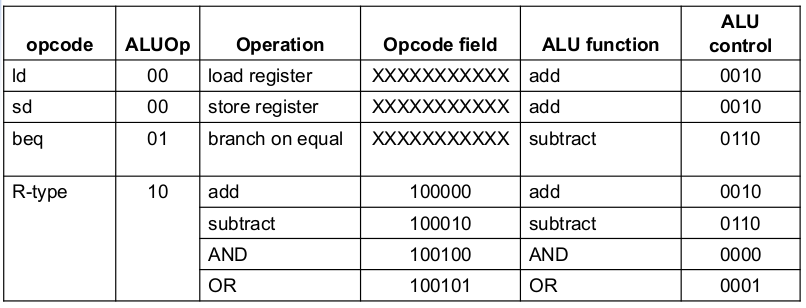 opcode ALUOp Operation Opcode field ALU function ALU control
ld 00 load register XXXXXXXXXXX add 0010
sd 00 store register XXXXXXXXXXX add 0010
beq 01 branch on equal XXXXXXXXXXX subtract 0110
R-type 10 add 100000 add 0010
subtract 100010 subtract 0110
AND 100100 AND 0000
OR 100101 OR 0001